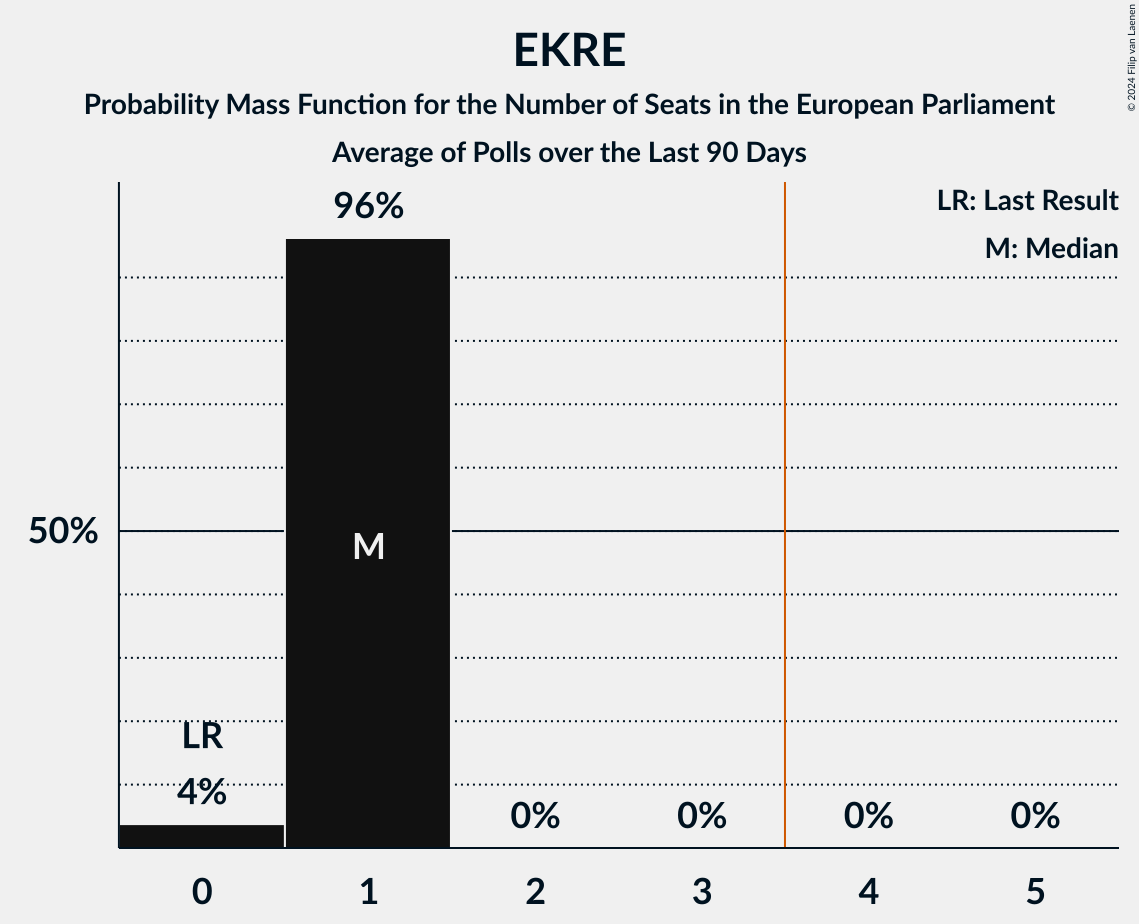 EKRE
Probability Mass Function for the Number of Seats in the European Parliament
Average of Polls over the Last 90 Days
© 2024 Filip van Laenen
LR: Last Result
M: Median
96%
50%
M
LR
4%
0%
0%
0%
0%
0
1
2
3
4
5